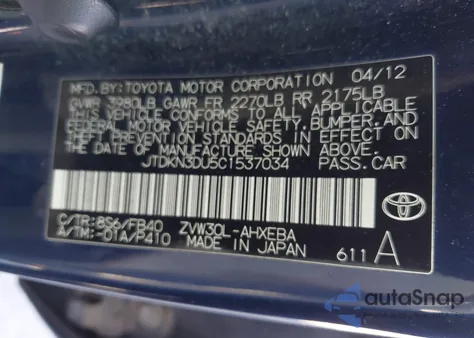 MFD. BY: TOYOTA MOTOR CORPORATION 04/12
GVWR 3980LB GAWR FR 2270LB RR 2175LB
THIS VEHICLE CONFORMS TO ALL APPLICABLE
FEDERAL MOTOR VEHICLE SAFETY, BUMPER, AND
THEFT PREVENTION STANDARDS IN EFFECT ON
THE DATE OF MANUFACTURE SHOWN ABOVE.
JTDKN3DU5C1537034 PASS. CAR
C/TR: 8S6/FB40 ZVW30L-AHXEBA
A/TM: -01A/P410 MADE IN JAPAN
611 A
TOYOTA
autaSnap